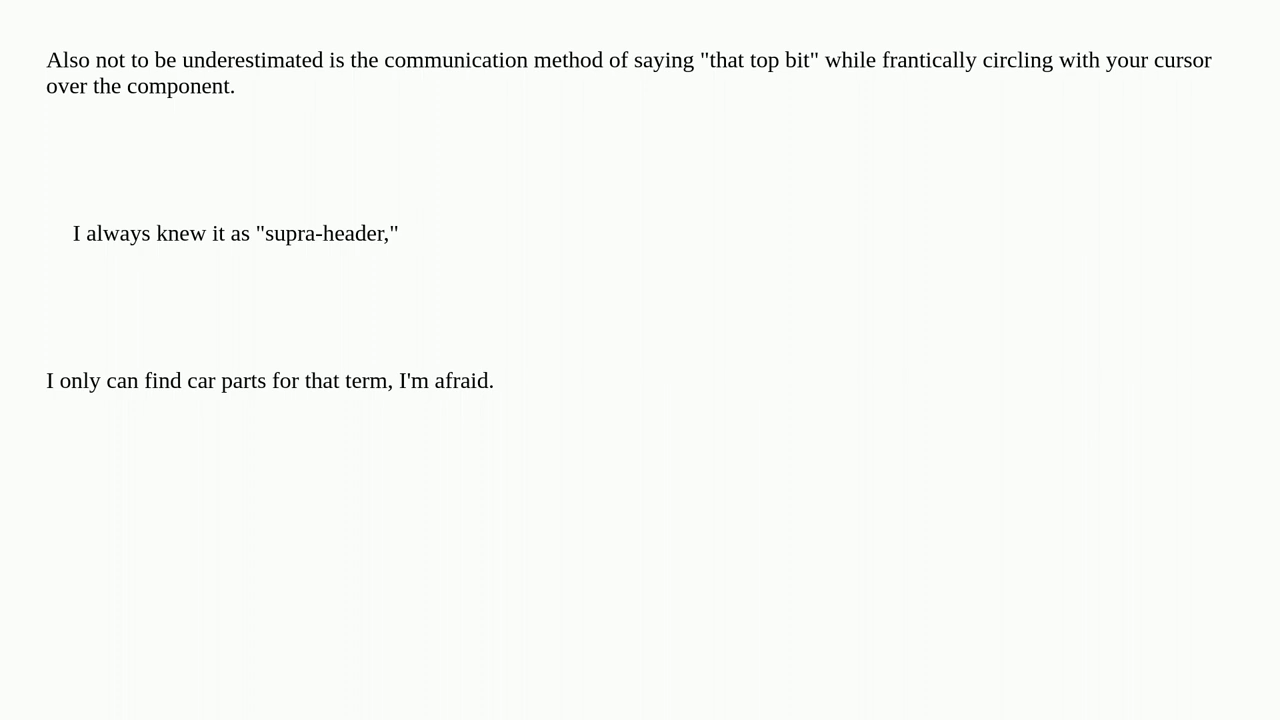 Also not to be underestimated is the communication method of saying "that top bit" while frantically circling with your cursor
over the component.
I always knew it as "supra-header,"
I only can find car parts for that term, I'm afraid.